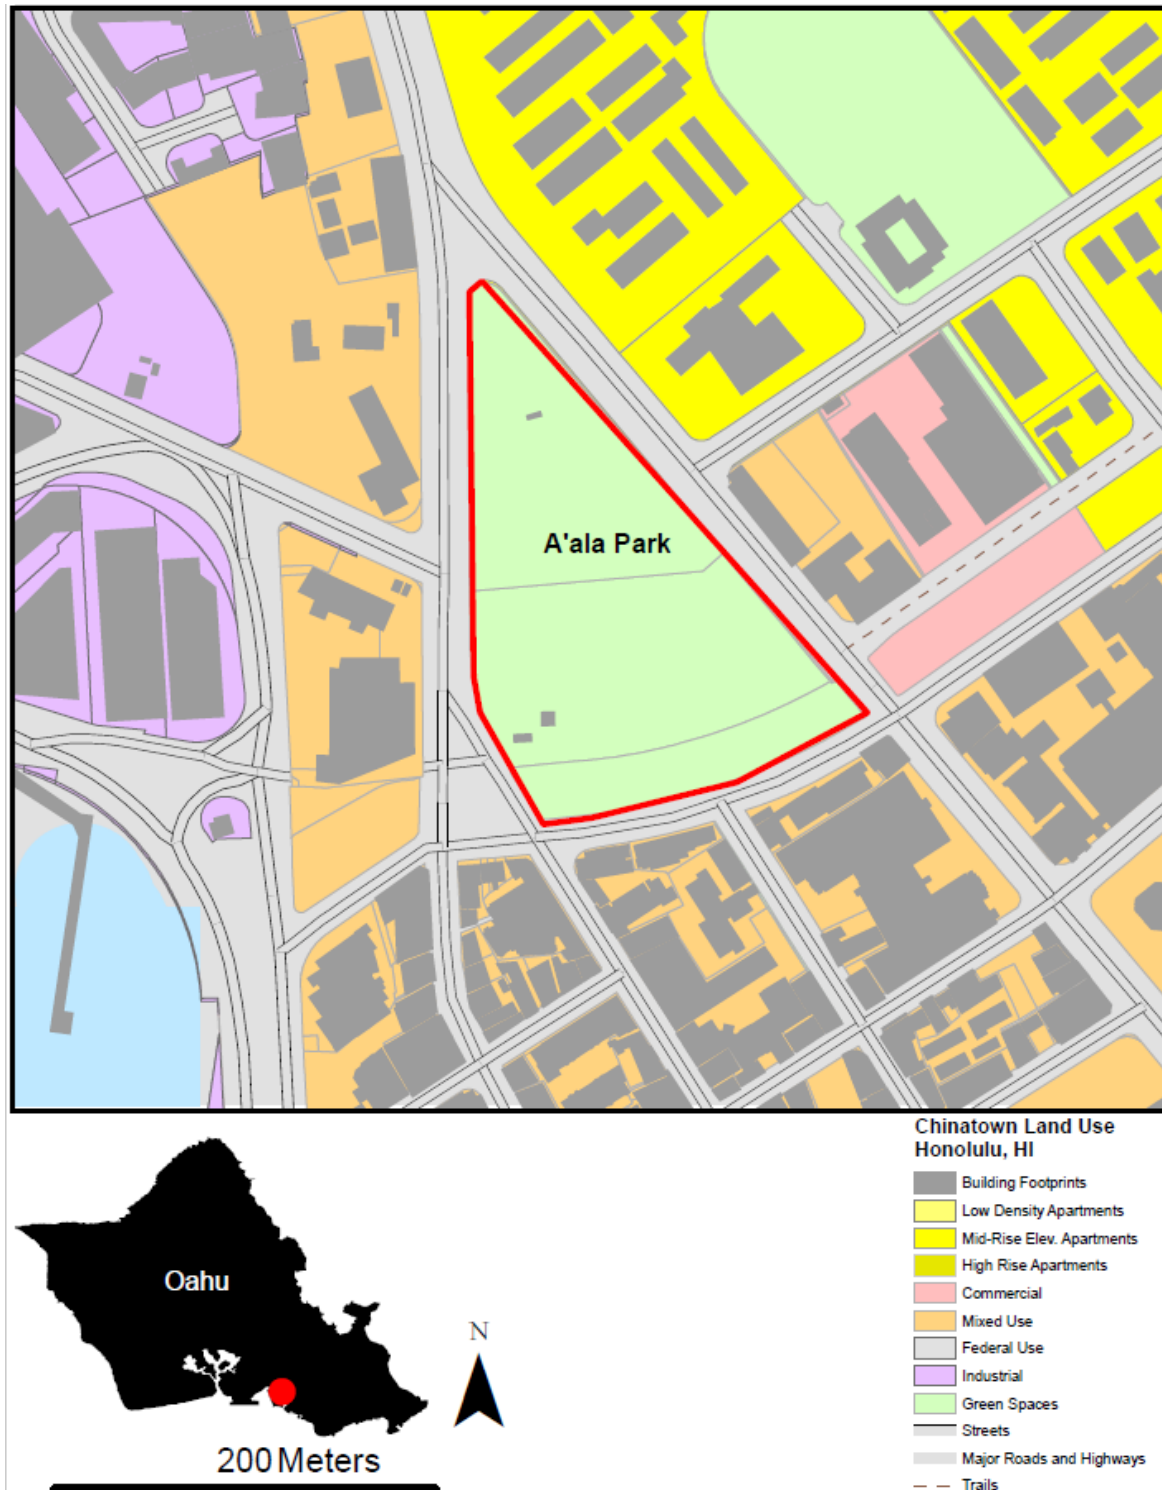 A'ala Park
Oahu
N
200 Meters
Chinatown Land Use
Honolulu, HI
Building Footprints
Low Density Apartments
Mid-Rise Elev. Apartments
High Rise Apartments
Commercial
Mixed Use
Federal Use
Industrial
Green Spaces
Streets
Major Roads and Highways
Trails